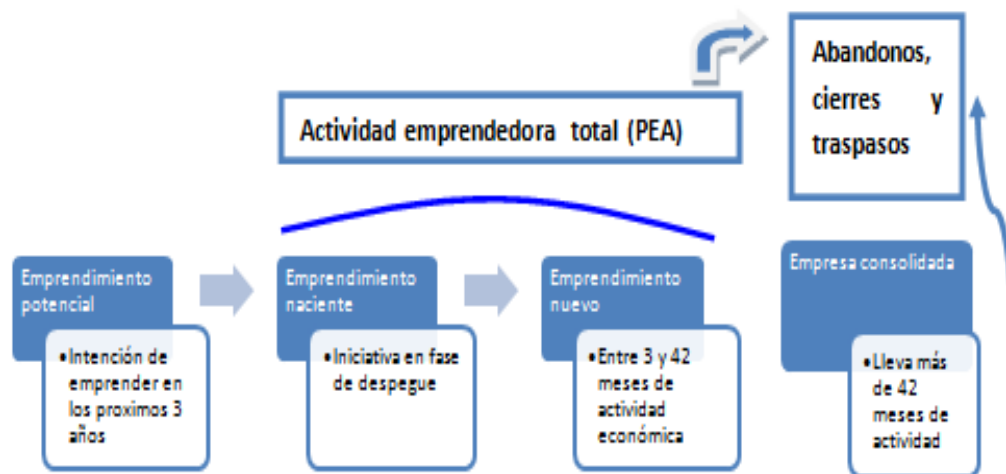 Abandonos,
cierres y
traspasos
Actividad emprendedora total (PEA)
Emprendimiento
potencial
•Intención de
emprender en
los proximos 3
años
Emprendimiento
naciente
•Iniciativa en fase
de despegue
Emprendimiento
nuevo
•Entre 3 y 42
meses de
actividad
económica
Empresa consolidada
•Lleva más
de 42
meses de
actividad